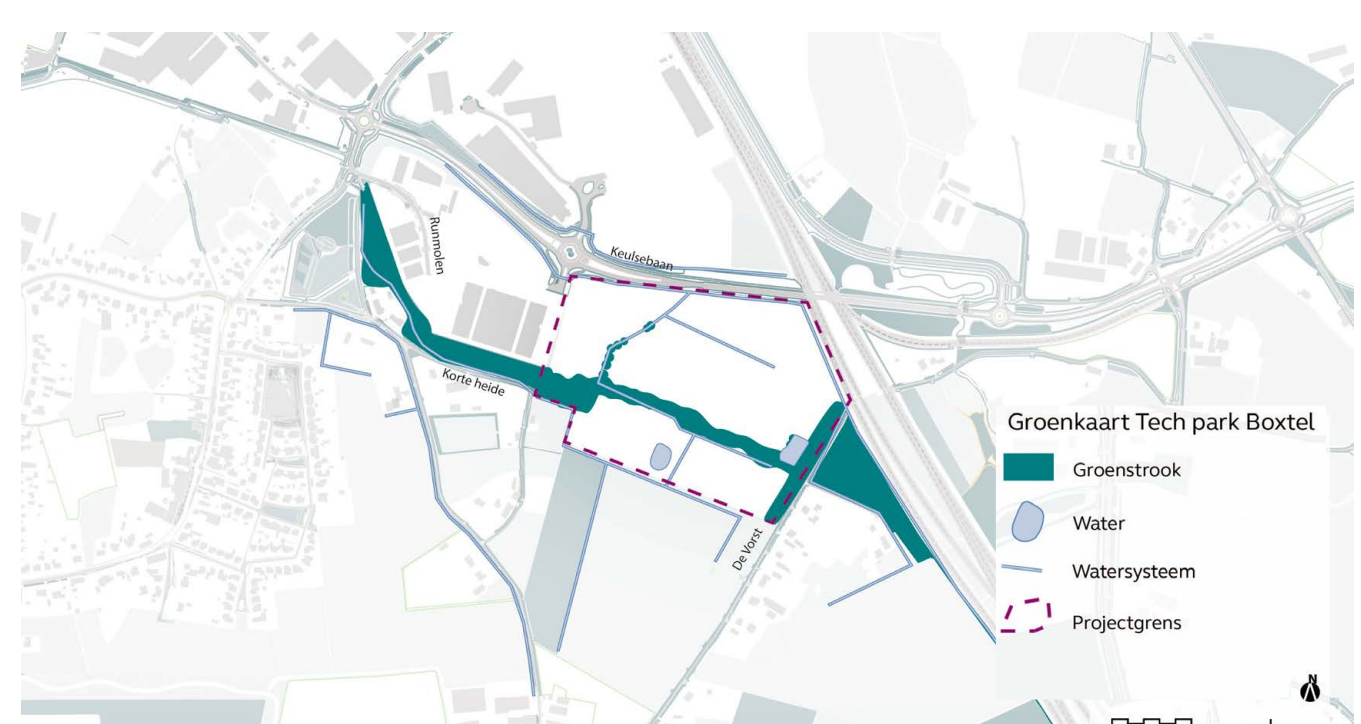 Runmolen
Keulsebaan
Korte heide
De Vorst
Groenkaart Tech park Boxtel
Groenstrook
Water
Watersysteem
Projectgrens
N